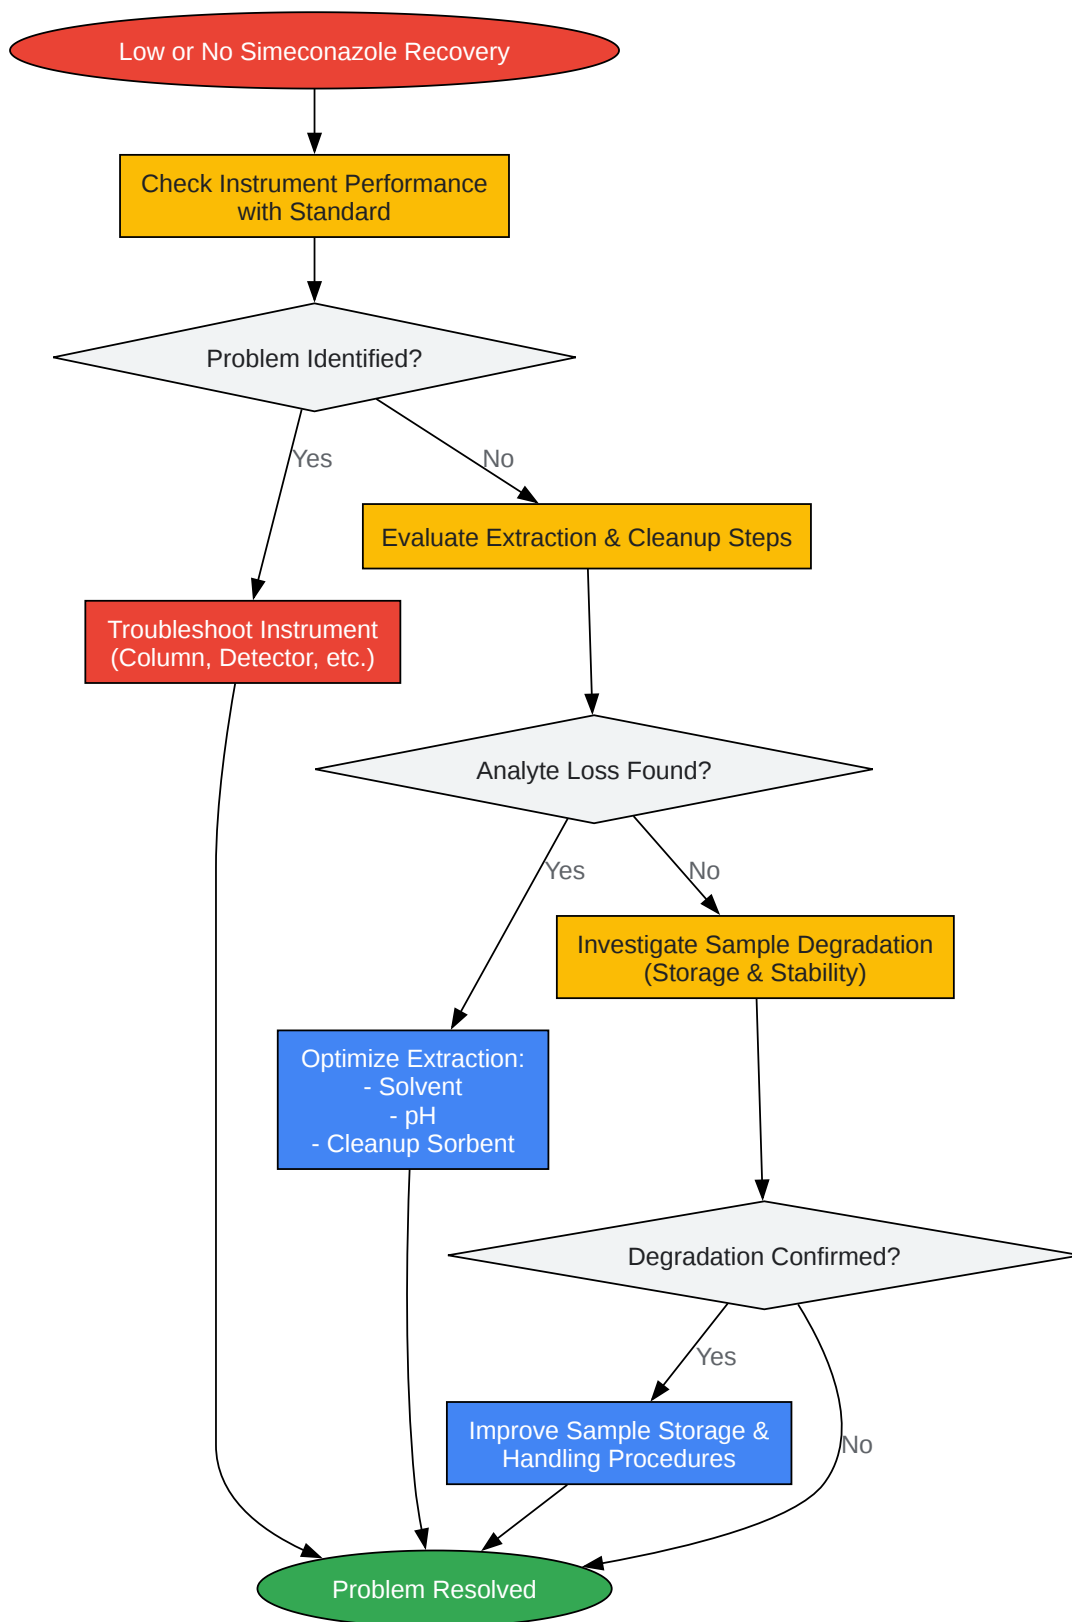 Low or No Simeconazole Recovery
Check Instrument Performance
with Standard
Problem Identified?
Yes
No
Evaluate Extraction & Cleanup Steps
Troubleshoot Instrument
(Column, Detector, etc.)
Analyte Loss Found?
Yes
No
Investigate Sample Degradation
(Storage & Stability)
Optimize Extraction:
- Solvent
- pH
- Cleanup Sorbent
Degradation Confirmed?
Yes
No
Improve Sample Storage &
Handling Procedures
Problem Resolved